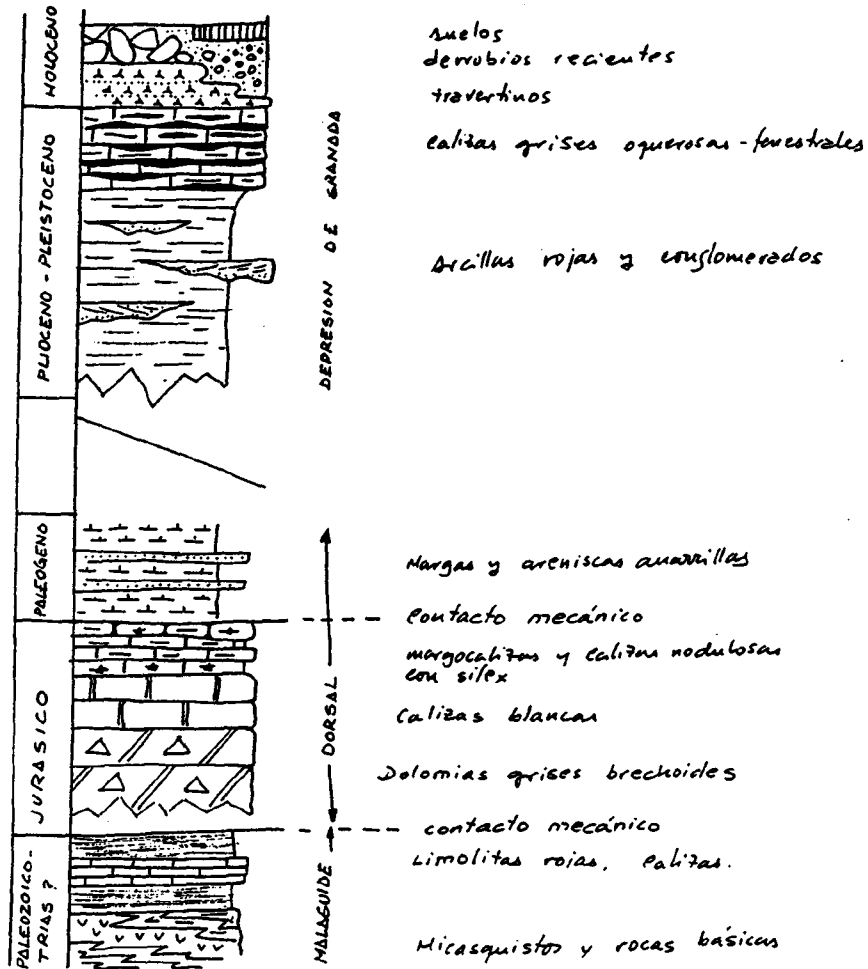 HOLOCENO
PLIOCENO - PLEISTOCENO
PALEOGENO
JURASICO
PALEOZOICO-
TRIAS ?
DEPRESION DE GRANADA
DORSAL
MALAGUIDE
suelos
derrubios recientes
travertinos
calizas grises oquerosas - fenestrales
Arcillas rojas y conglomerados
Margas y areniscas amarillas
contacto mecánico
margocalizas y calizas nodulosas
con silex
Calizas blancas
Dolomias grises brechoides
contacto mecánico
Limolitas rojas, calizas.
Micasquistos y rocas básicas